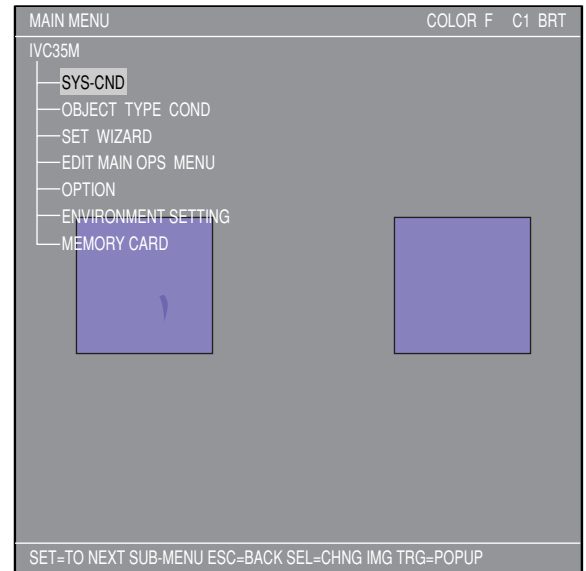 MAIN MENU COLOR F C1 BRT
IVC35M
SYS-CND
OBJECT TYPE COND
SET WIZARD
EDIT MAIN OPS MENU
OPTION
ENVIRONMENT SETTING
MEMORY CARD
SET=TO NEXT SUB-MENU ESC=BACK SEL=CHNG IMG TRG=POPUP